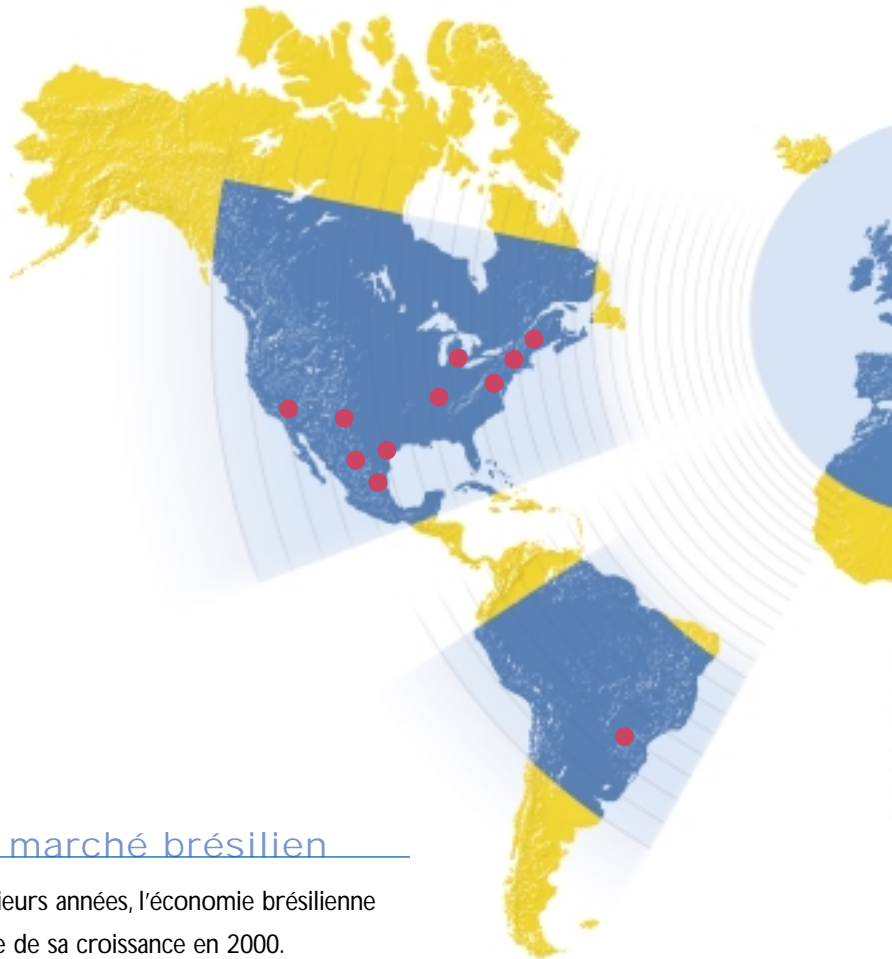 marché brésilien
ieurs années, l'économie brésilienne
e de sa croissance en 2000.